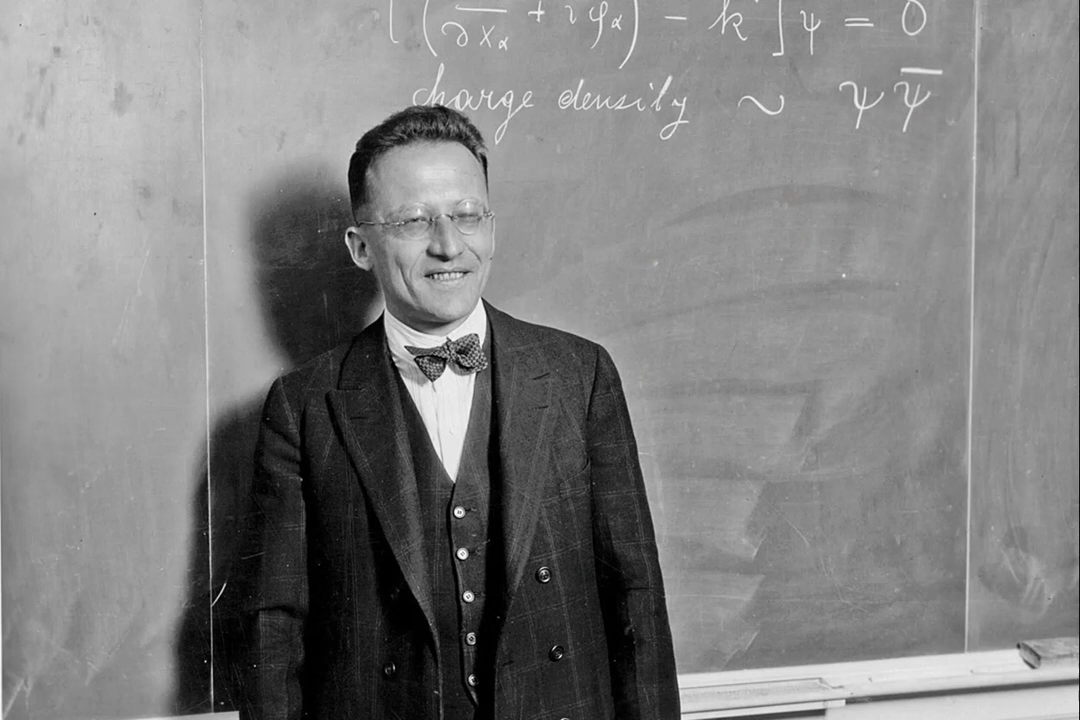 [(∂/∂xα + iφα) − k]ψ = 0
charge density ~ ψψ̅